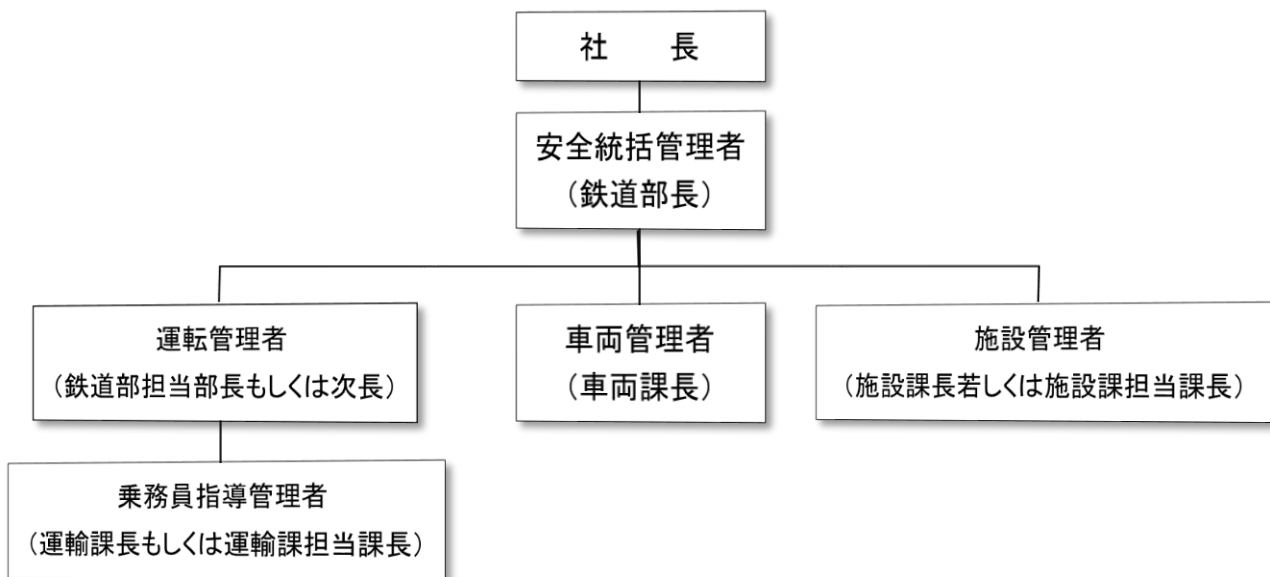 社　長
安全統括管理者
（鉄道部長）
運転管理者
（鉄道部担当部長もしくは次長）
車両管理者
（車両課長）
施設管理者
（施設課長若しくは施設課担当課長）
乗務員指導管理者
（運輸課長もしくは運輸課担当課長）